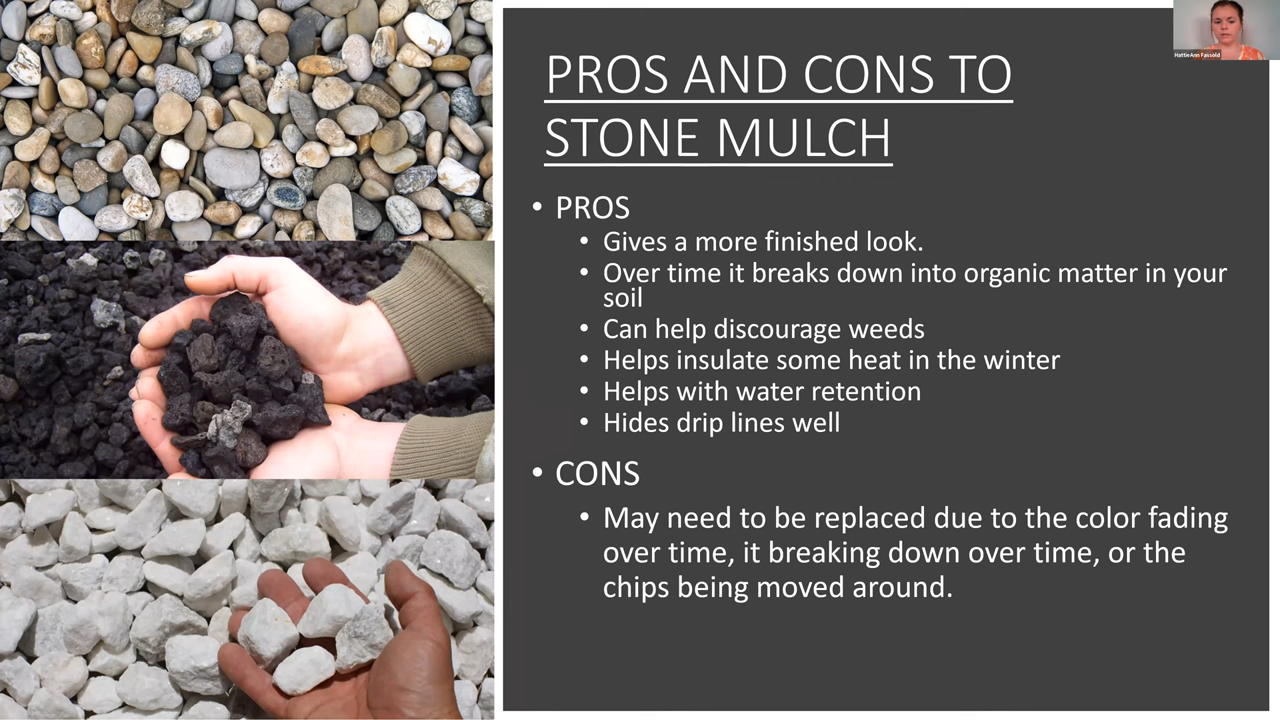 HattieAnn Fassold
PROS AND CONS TO
STONE MULCH
• PROS
• Gives a more finished look.
• Over time it breaks down into organic matter in your
soil
• Can help discourage weeds
• Helps insulate some heat in the winter
• Helps with water retention
• Hides drip lines well
• CONS
• May need to be replaced due to the color fading
over time, it breaking down over time, or the
chips being moved around.